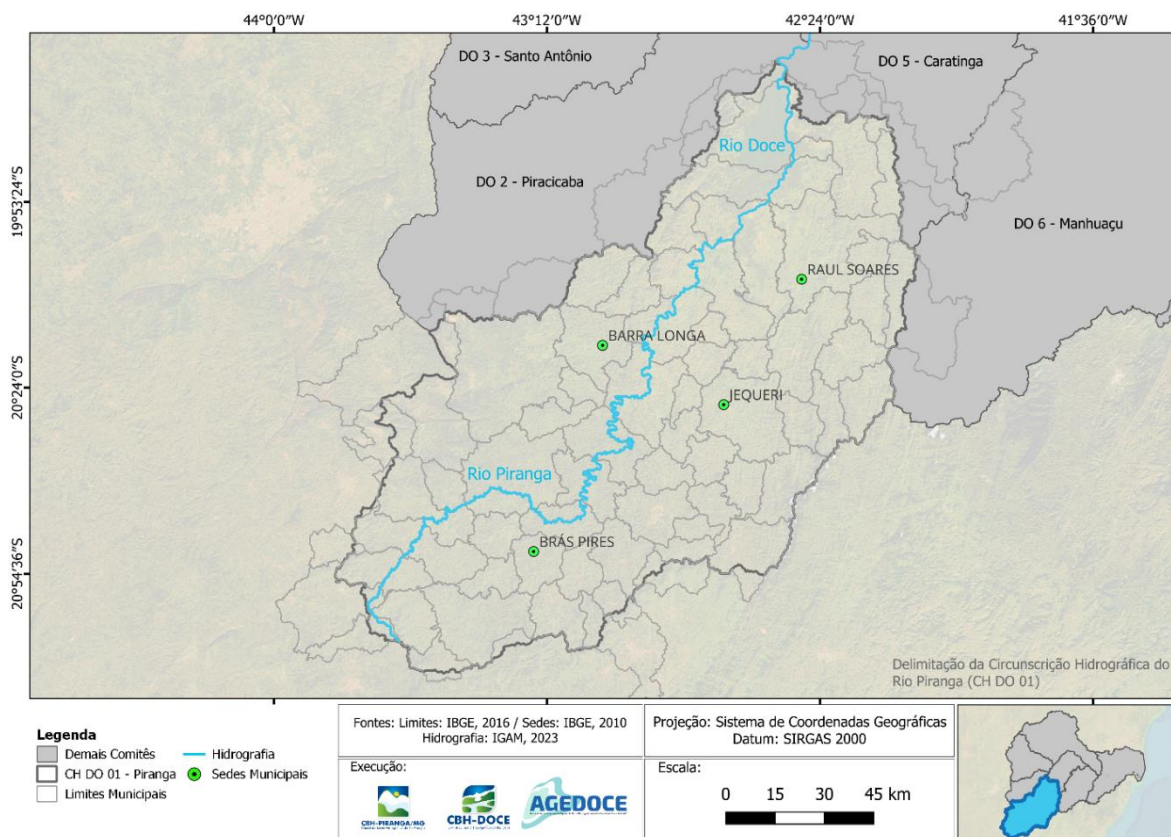 44°0'0"W
43°12'0"W
42°24'0"W
41°36'0"W
19°53'24"S
20°24'0"S
20°54'36"S
DO 3 - Santo Antônio
DO 5 - Caratinga
Rio Doce
DO 2 - Piracicaba
DO 6 - Manhuaçu
RAUL SOARES
BARRA LONGA
JEQUERI
Rio Piranga
BRÁS PIRES
Delimitação da Circunscrição Hidrográfica do
Rio Piranga (CH DO 01)
Legenda
Demais Comitês
Hidrografia
CH DO 01 - Piranga
Sedes Municipais
Limites Municipais
Fontes: Limites: IBGE, 2016 / Sedes: IBGE, 2010
Hidrografia: IGAM, 2023
Execução:
CBH-PIRANGA/MG
CBH-DOCE
AGEDOCE
Projeção: Sistema de Coordenadas Geográficas
Datum: SIRGAS 2000
Escala:
0 15 30 45 km